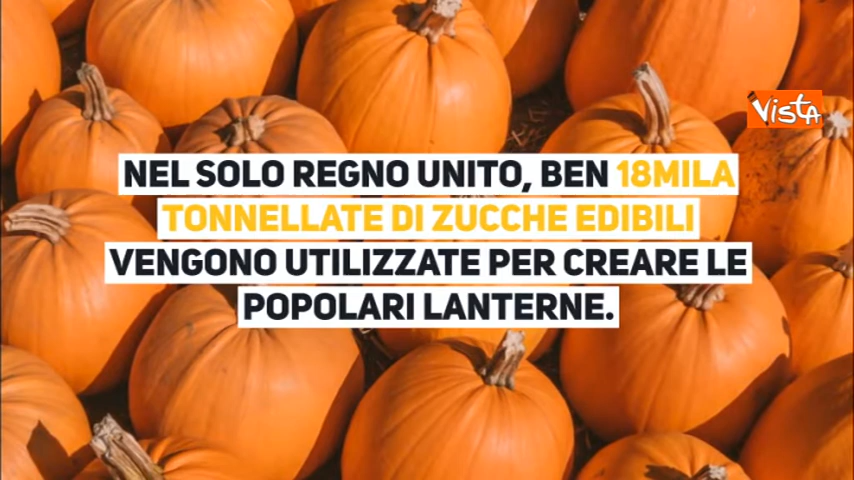 VISTA
NEL SOLO REGNO UNITO, BEN 18MILA
TONNELLATE DI ZUCCHE EDIBILI
VENGONO UTILIZZATE PER CREARE LE
POPOLARI LANTERNE.